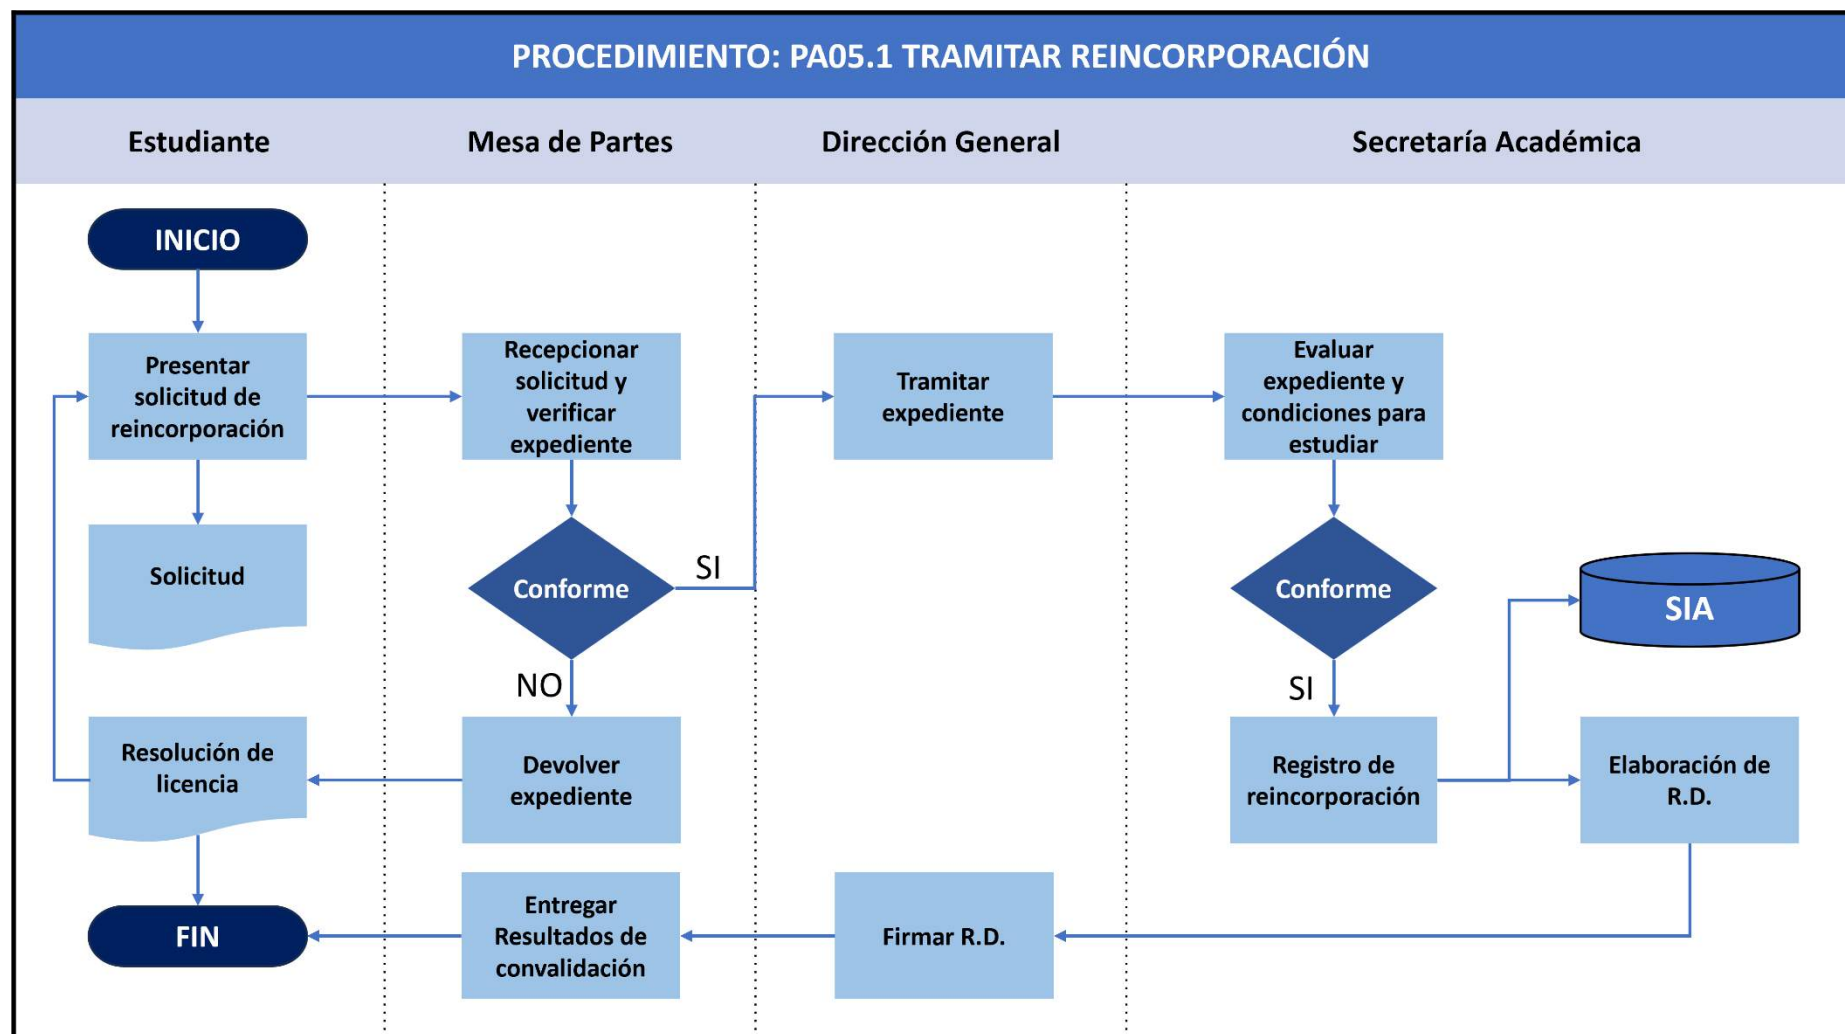 PROCEDIMIENTO: PA05.1 TRAMITAR REINCORPORACIÓN
Estudiante
Mesa de Partes
Dirección General
Secretaría Académica
INICIO
Presentar
solicitud de
reincorporación
Recepcionar
solicitud y
verificar
expediente
Tramitar
expediente
Evaluar
expediente y
condiciones para
estudiar
Solicitud
Conforme
SI
Conforme
SIA
NO
SI
Resolución de
licencia
Devolver
expediente
Registro de
reincorporación
Elaboración de
R.D.
FIN
Entregar
Resultados de
convalidación
Firmar R.D.